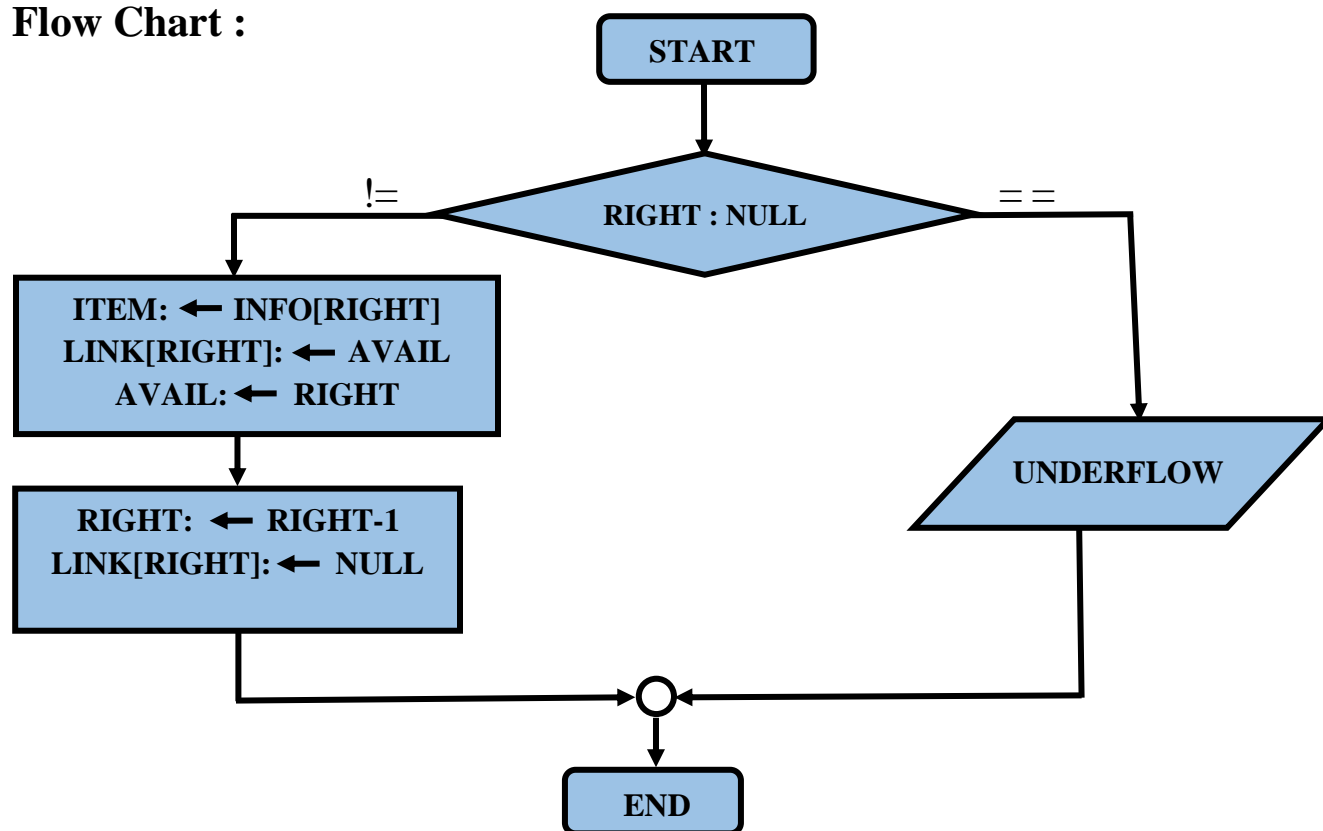 Flow Chart :
START
!=
RIGHT : NULL
= =
ITEM: ← INFO[RIGHT]
LINK[RIGHT]: ← AVAIL
AVAIL: ← RIGHT
UNDERFLOW
RIGHT: ← RIGHT-1
LINK[RIGHT]: ← NULL
END